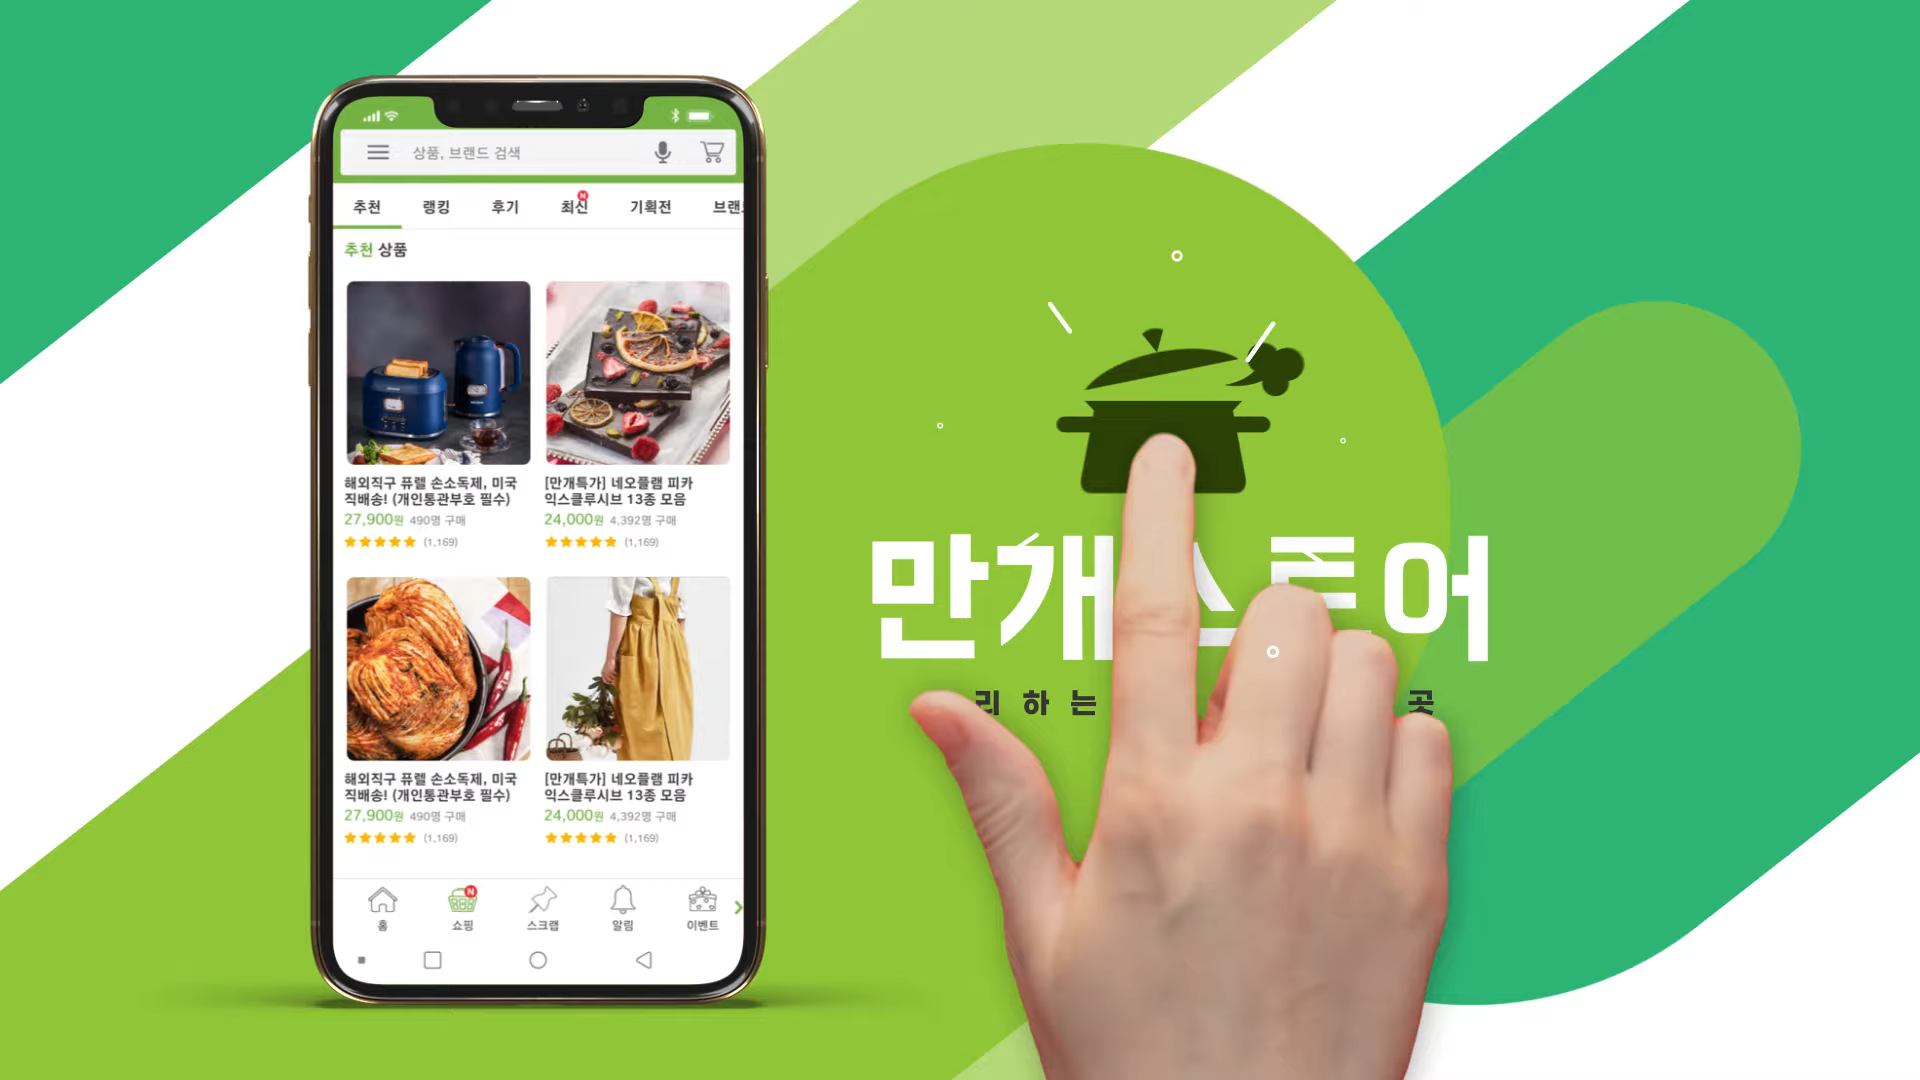 상품, 브랜드 검색
추천 랭킹 후기 최신 N 기획전
추천 상품
해외직구 퓨렐 손소독제, 미국
직배송! (개인통관부호 필수)
27,900원 490명 구매
(1,169)
[만개특가] 네오플램 피카
익스클루시브 13종 모음
24,000원 4,392명 구매
(1,169)
해외직구 퓨렐 손소독제, 미국
직배송! (개인통관부호 필수)
27,900원 490명 구매
(1,169)
[만개특가] 네오플램 피카
익스클루시브 13종 모음
24,000원 4,392명 구매
(1,169)
N
홈 쇼핑 스크랩 알림 이벤트
만개스토어
리하는 곳